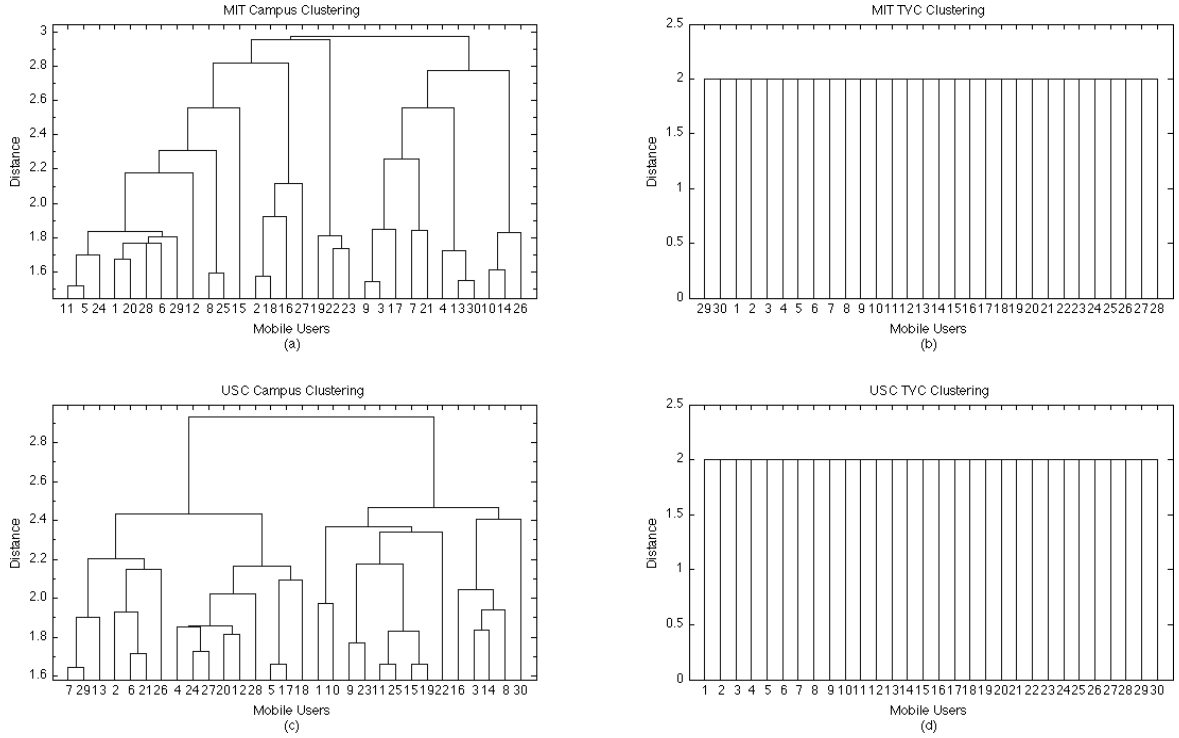 MIT Campus Clustering
3
2.8
2.6
2.4
2.2
2.0
1.8
1.6
Distance
11 5 24 1 20 28 6 29 12 8 25 15 2 18 16 27 19 22 23 9 3 17 7 21 4 13 30 10 14 26
Mobile Users
(a)
MIT TVC Clustering
2.5
2
1.5
1
0.5
0
Distance
29 30 1 2 3 4 5 6 7 8 9 10 11 12 13 14 15 16 17 18 19 20 21 22 23 24 25 26 27 28
Mobile Users
(b)
USC Campus Clustering
2.8
2.6
2.4
2.2
2.0
1.8
1.6
Distance
7 29 13 2 6 21 26 4 24 27 20 12 28 5 17 18 1 10 9 23 11 25 15 19 22 16 3 14 8 30
Mobile Users
(c)
USC TVC Clustering
2.5
2
1.5
1
0.5
0
Distance
1 2 3 4 5 6 7 8 9 10 11 12 13 14 15 16 17 18 19 20 21 22 23 24 25 26 27 28 29 30
Mobile Users
(d)